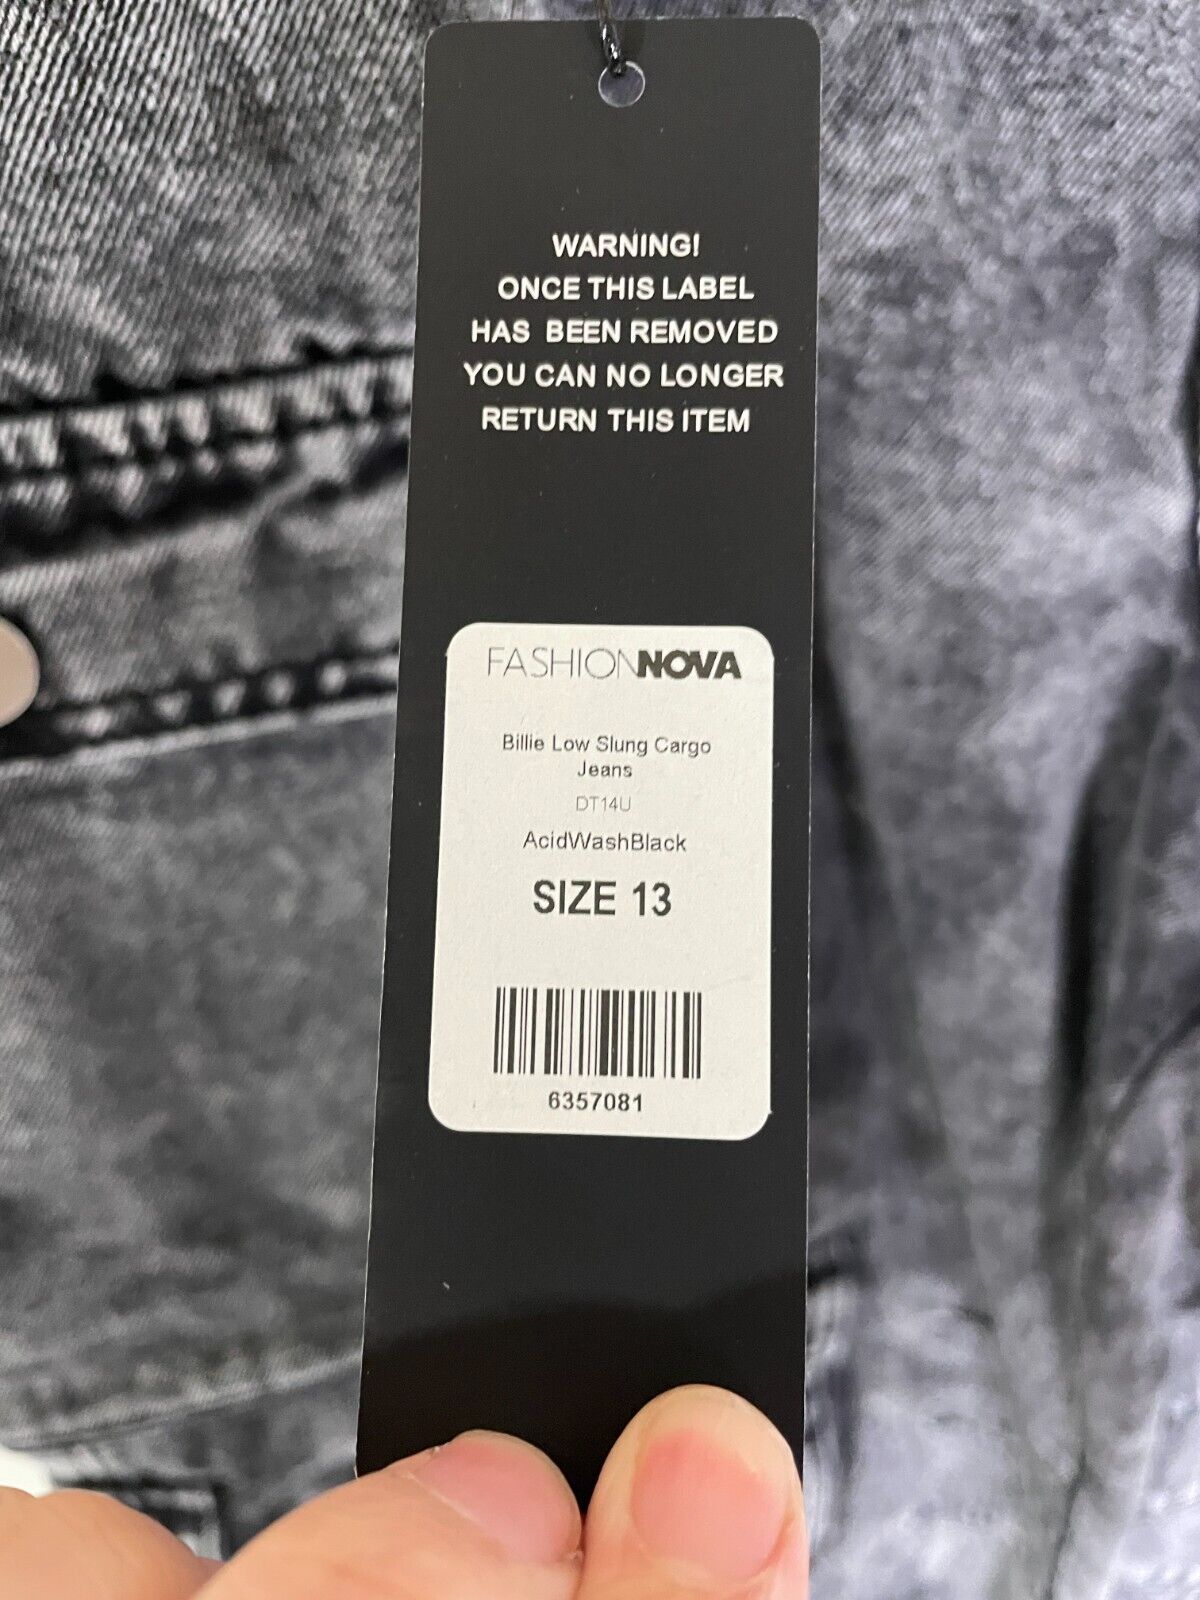 WARNING!
ONCE THIS LABEL
HAS BEEN REMOVED
YOU CAN NO LONGER
RETURN THIS ITEM
FASHIONNOVA
Billie Low Slung Cargo
Jeans
DT14U
AcidWashBlack
SIZE 13
6357081